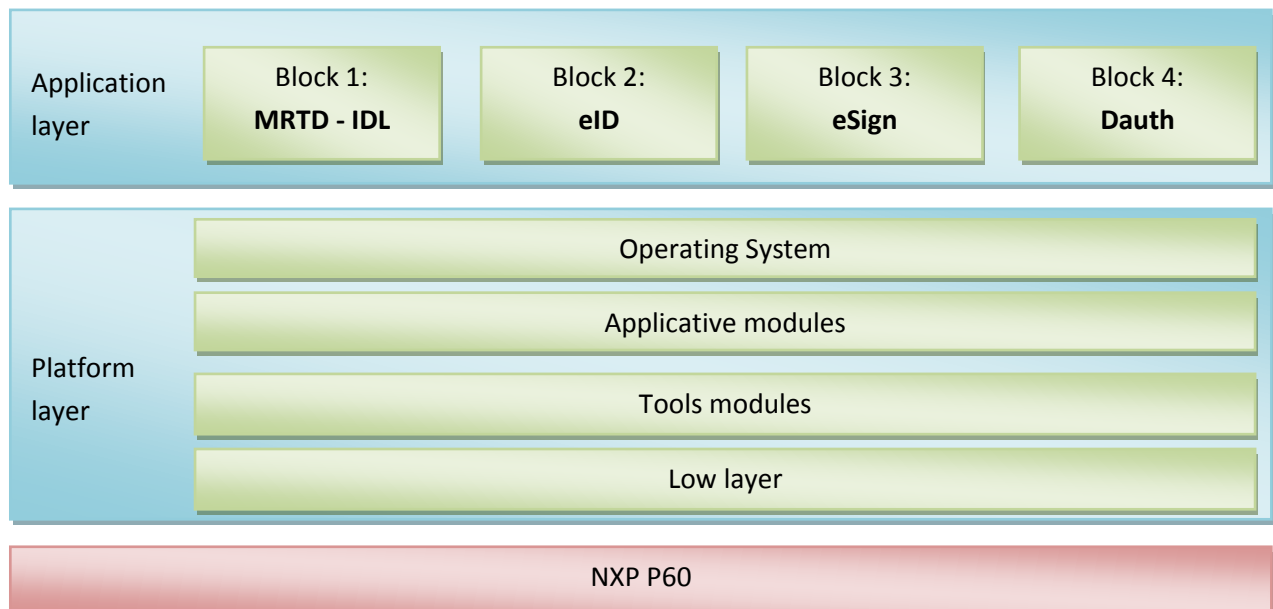 Application
layer
Block 1:
MRTD - IDL
Block 2:
eID
Block 3:
eSign
Block 4:
Dauth
Platform
layer
Operating System
Applicative modules
Tools modules
Low layer
NXP P60